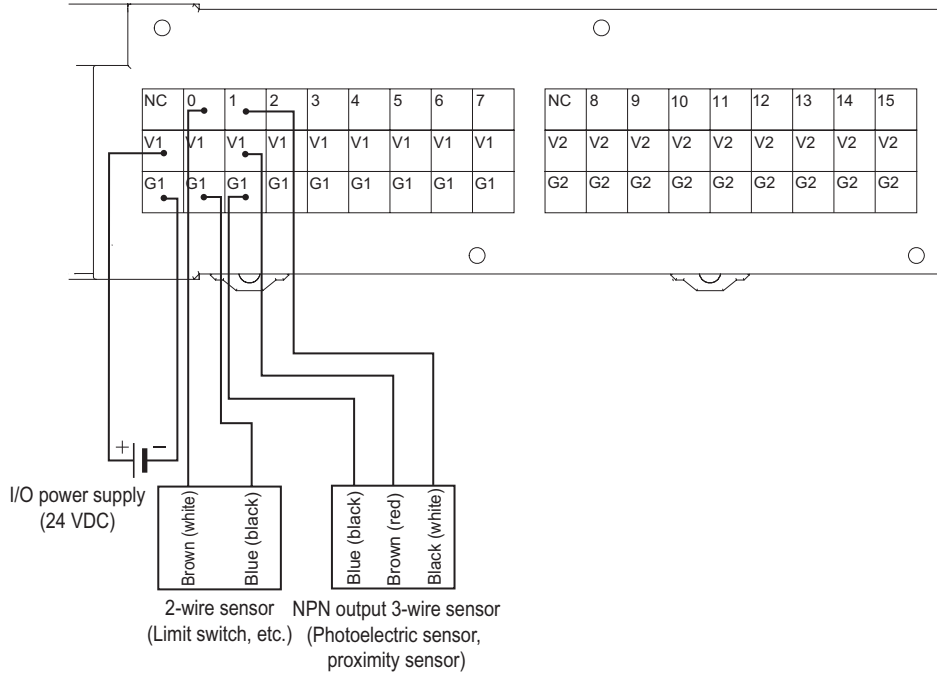 NC 0 1 2 3 4 5 6 7 NC 8 9 10 11 12 13 14 15
V1 V1 V1 V1 V1 V1 V1 V1 V1 V2 V2 V2 V2 V2 V2 V2 V2 V2
G1 G1 G1 G1 G1 G1 G1 G1 G1 G2 G2 G2 G2 G2 G2 G2 G2 G2
+ −
I/O power supply
(24 VDC)
Brown (white)
Blue (black)
2-wire sensor
(Limit switch, etc.)
Blue (black)
Brown (red)
Black (white)
NPN output 3-wire sensor
(Photoelectric sensor,
proximity sensor)